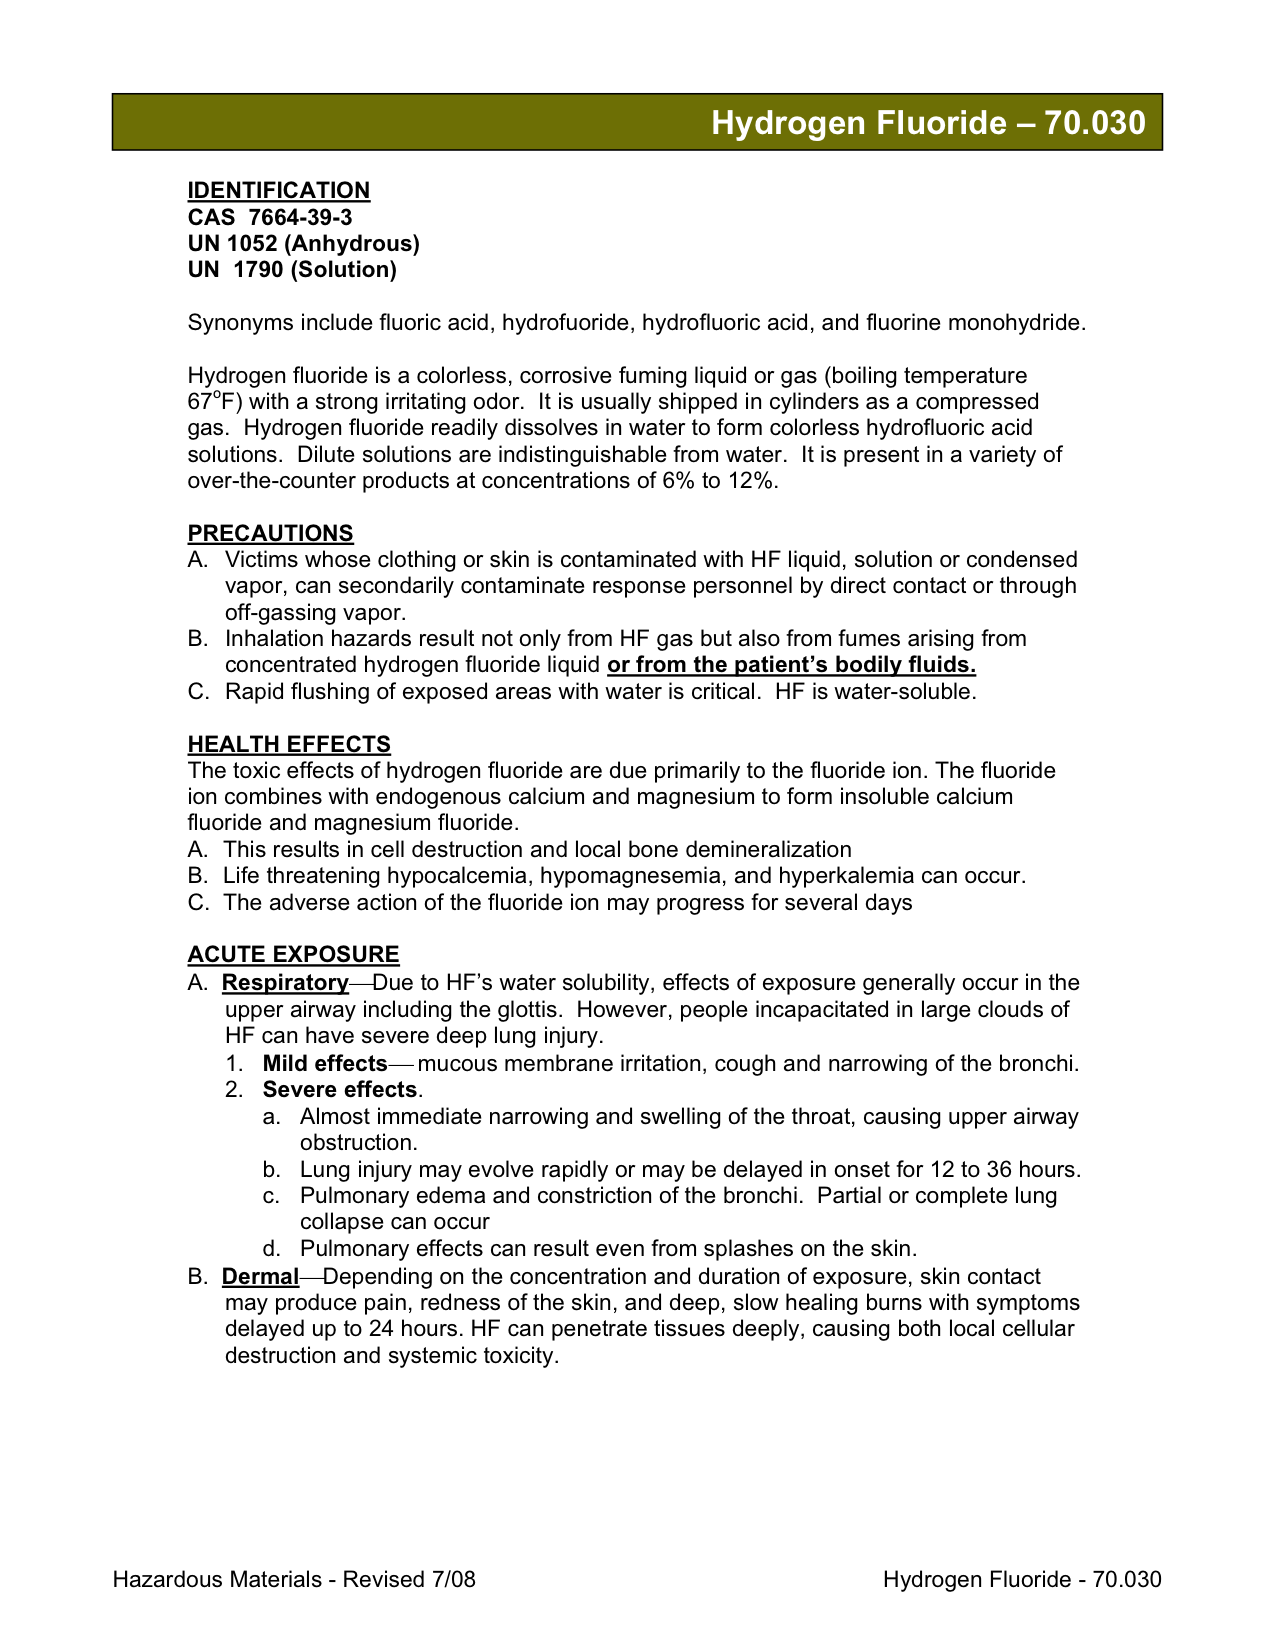 Hydrogen Fluoride – 70.030
IDENTIFICATION
CAS  7664-39-3
UN 1052 (Anhydrous)
UN  1790 (Solution)
Synonyms include fluoric acid, hydrofuoride, hydrofluoric acid, and fluorine monohydride.
Hydrogen fluoride is a colorless, corrosive fuming liquid or gas (boiling temperature
67oF) with a strong irritating odor.  It is usually shipped in cylinders as a compressed
gas.  Hydrogen fluoride readily dissolves in water to form colorless hydrofluoric acid
solutions.  Dilute solutions are indistinguishable from water.  It is present in a variety of
over-the-counter products at concentrations of 6% to 12%.
PRECAUTIONS
A.  Victims whose clothing or skin is contaminated with HF liquid, solution or condensed
vapor, can secondarily contaminate response personnel by direct contact or through
off-gassing vapor.
B.  Inhalation hazards result not only from HF gas but also from fumes arising from
concentrated hydrogen fluoride liquid or from the patient’s bodily fluids.
C.  Rapid flushing of exposed areas with water is critical.  HF is water-soluble.
HEALTH EFFECTS
The toxic effects of hydrogen fluoride are due primarily to the fluoride ion. The fluoride
ion combines with endogenous calcium and magnesium to form insoluble calcium
fluoride and magnesium fluoride.
A.  This results in cell destruction and local bone demineralization
B.  Life threatening hypocalcemia, hypomagnesemia, and hyperkalemia can occur.
C.  The adverse action of the fluoride ion may progress for several days
ACUTE EXPOSURE
A.  Respiratory—Due to HF’s water solubility, effects of exposure generally occur in the
upper airway including the glottis.  However, people incapacitated in large clouds of
HF can have severe deep lung injury.
1.  Mild effects— mucous membrane irritation, cough and narrowing of the bronchi.
2.  Severe effects.
a.  Almost immediate narrowing and swelling of the throat, causing upper airway
obstruction.
b.  Lung injury may evolve rapidly or may be delayed in onset for 12 to 36 hours.
c.  Pulmonary edema and constriction of the bronchi.  Partial or complete lung
collapse can occur
d.  Pulmonary effects can result even from splashes on the skin.
B.  Dermal—Depending on the concentration and duration of exposure, skin contact
may produce pain, redness of the skin, and deep, slow healing burns with symptoms
delayed up to 24 hours. HF can penetrate tissues deeply, causing both local cellular
destruction and systemic toxicity.
Hazardous Materials - Revised 7/08
Hydrogen Fluoride - 70.030